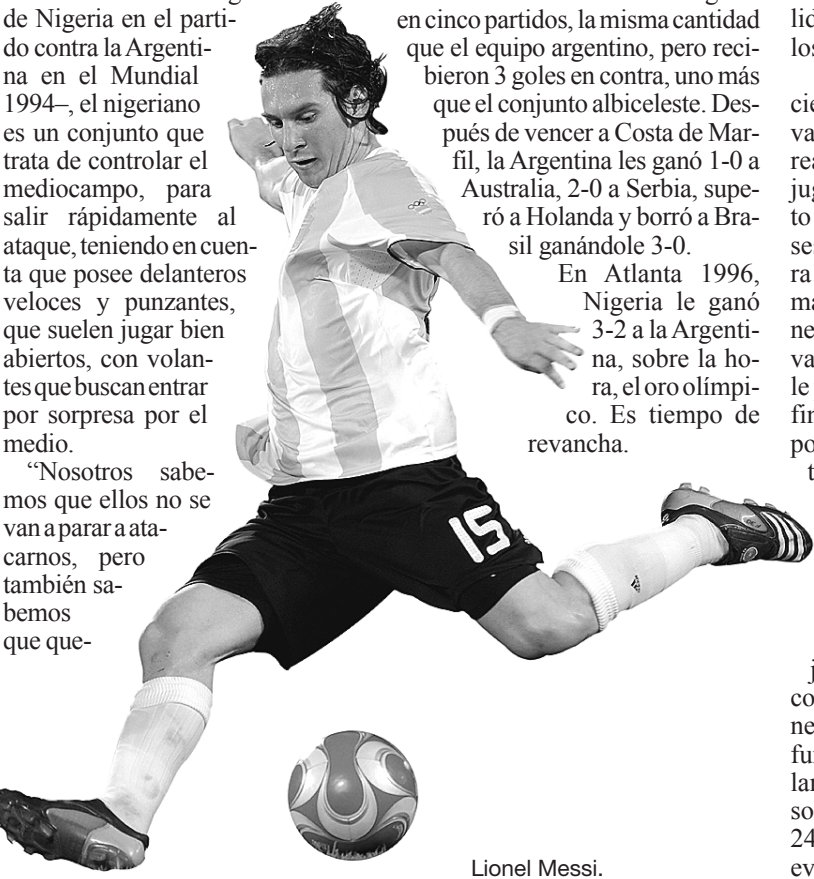 de Nigeria en el parti-
do contra la Argenti-
na en el Mundial
1994–, el nigeriano
es un conjunto que
trata de controlar el
mediocampo, para
salir rápidamente al
ataque, teniendo en cuen-
ta que posee delanteros
veloces y punzantes,
que suelen jugar bien
abiertos, con volan-
tes que buscan entrar
por sorpresa por el
medio.
“Nosotros sabe-
mos que ellos no se
van a parar a ata-
carnos, pero
también sa-
bemos
que que-
en cinco partidos, la misma cantidad
que el equipo argentino, pero reci-
bieron 3 goles en contra, uno más
que el conjunto albiceleste. Des-
pués de vencer a Costa de Mar-
fil, la Argentina les ganó 1-0 a
Australia, 2-0 a Serbia, supe-
ró a Holanda y borró a Bra-
sil ganándole 3-0.
En Atlanta 1996,
Nigeria le ganó
3-2 a la Argenti-
na, sobre la ho-
ra, el oro olímpi-
co. Es tiempo de
revancha.
15
Lionel Messi.